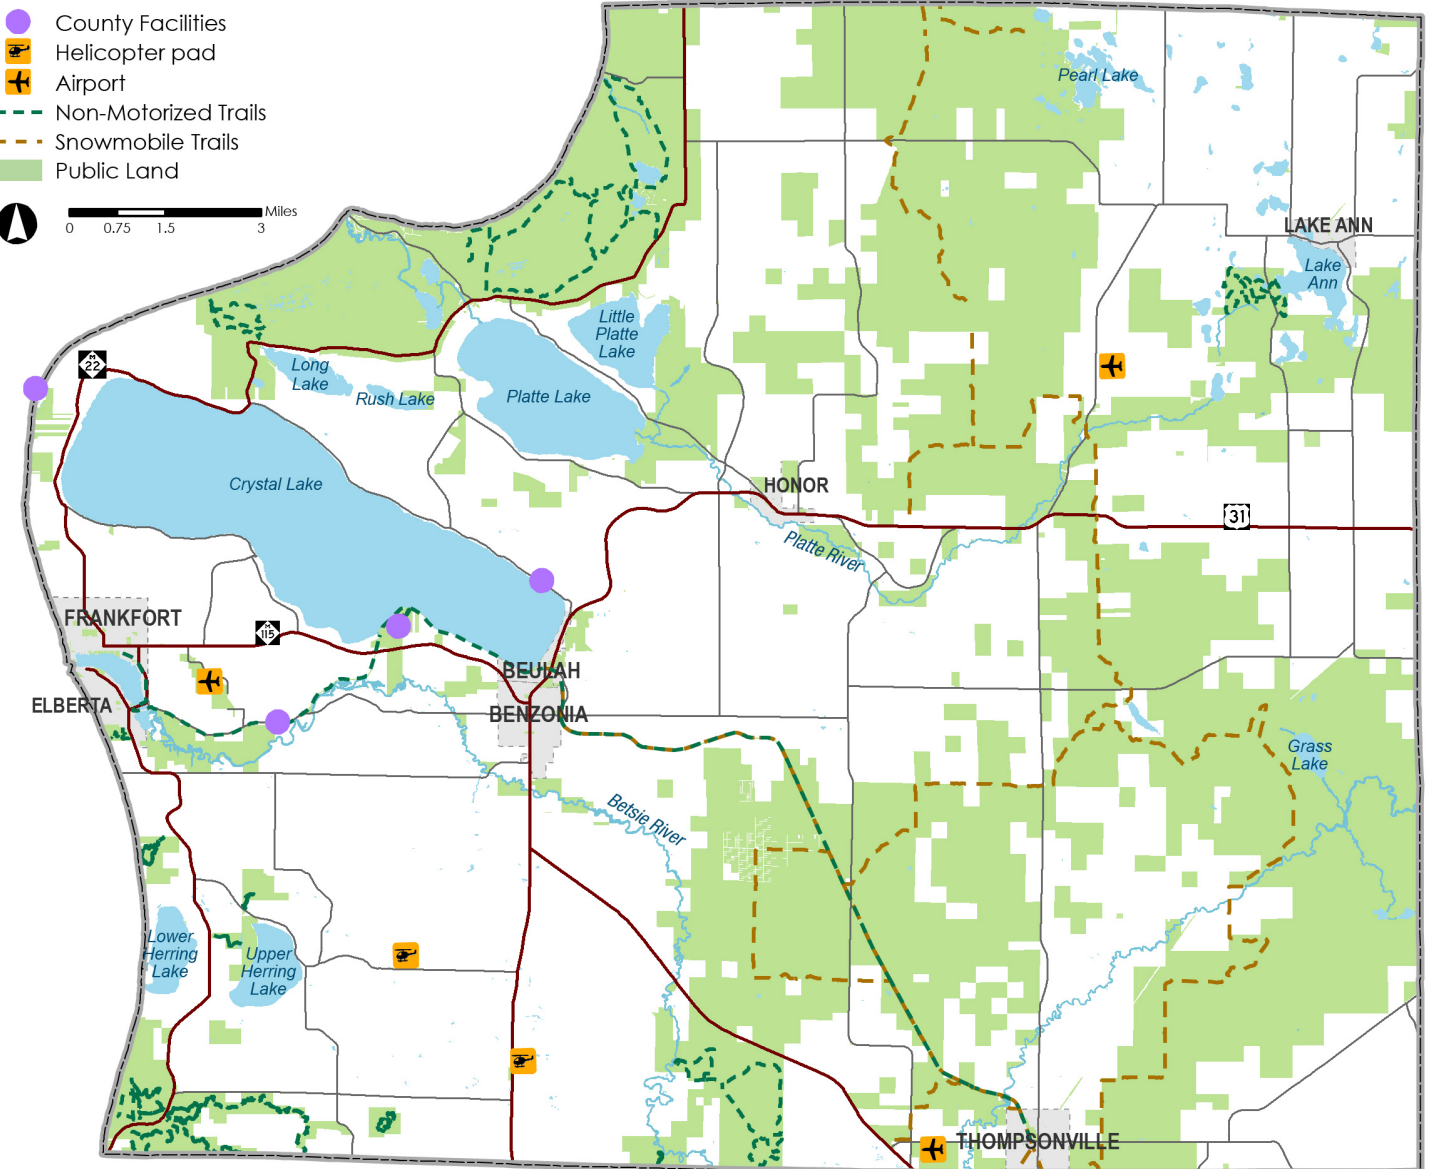 County Facilities
Helicopter pad
Airport
Non-Motorized Trails
Snowmobile Trails
Public Land
Miles
0 0.75 1.5 3
Pearl Lake
LAKE ANN
Lake
Ann
Little
Platte
Lake
M
22
Long
Lake
Rush Lake
Platte Lake
Crystal Lake
HONOR
31
Platte River
FRANKFORT
M
115
BEULAH
ELBERTA
BENZONIA
Grass
Lake
Betsie River
Lower
Herring
Lake
Upper
Herring
Lake
THOMPSONVILLE